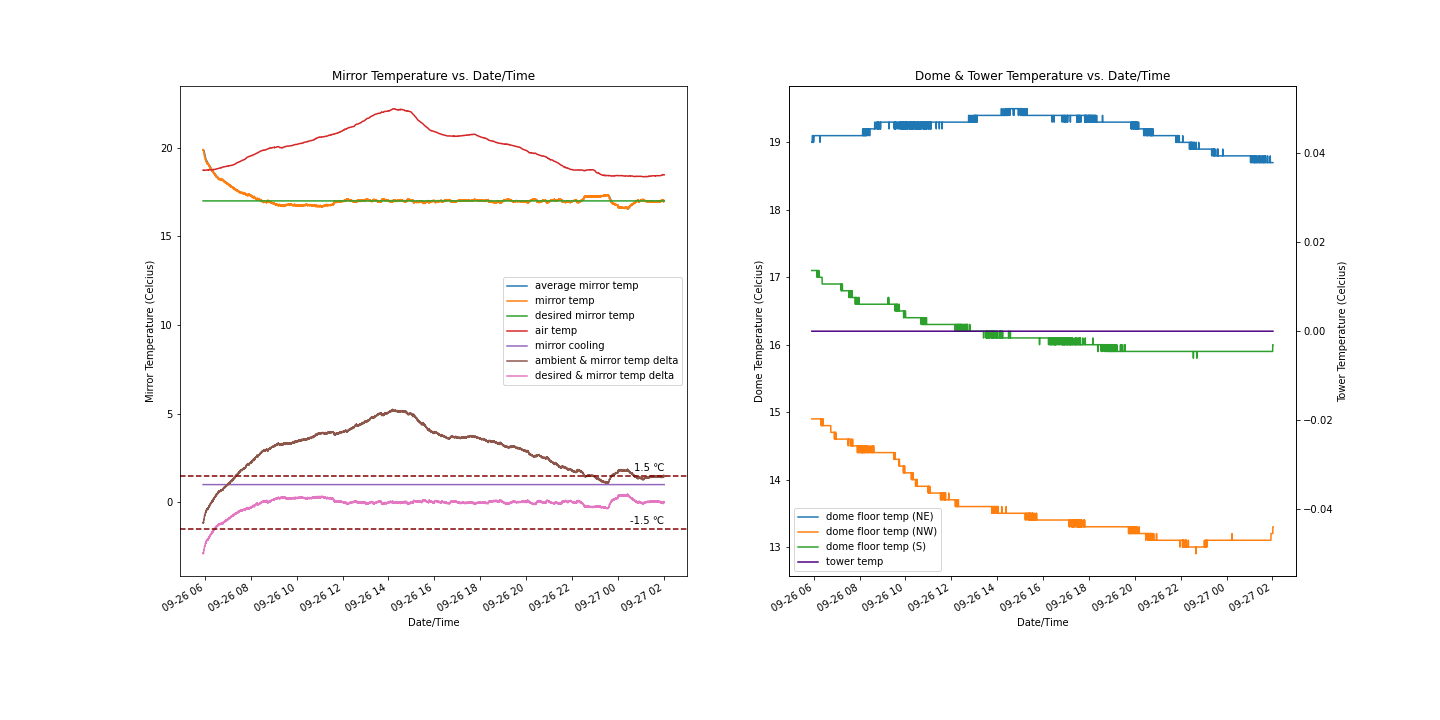 Mirror Temperature vs. Date/Time
Mirror Temperature (Celcius)
20
15
10
5
0
average mirror temp
mirror temp
desired mirror temp
air temp
mirror cooling
ambient & mirror temp delta
desired & mirror temp delta
1.5 °C
-1.5 °C
09-26 06
09-26 08
09-26 10
09-26 12
09-26 14
09-26 16
09-26 18
09-26 20
09-26 22
09-27 00
09-27 02
Date/Time
Dome & Tower Temperature vs. Date/Time
Dome Temperature (Celcius)
19
18
17
16
15
14
13
dome floor temp (NE)
dome floor temp (NW)
dome floor temp (S)
tower temp
0.04
0.02
0.00
−0.02
−0.04
Tower Temperature (Celcius)
09-26 06
09-26 08
09-26 10
09-26 12
09-26 14
09-26 16
09-26 18
09-26 20
09-26 22
09-27 00
09-27 02
Date/Time